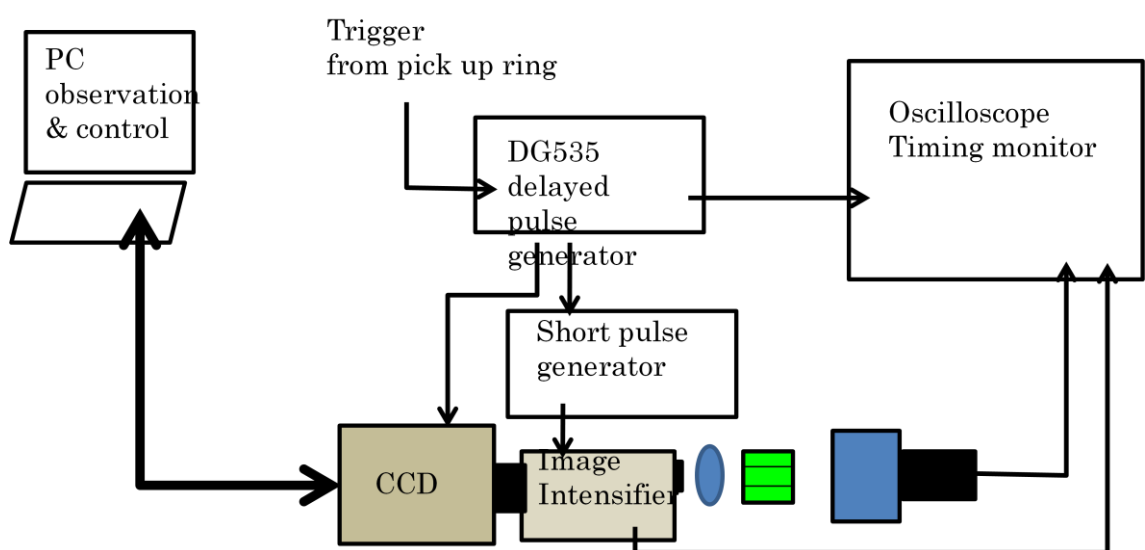 PC
observation
& control
Trigger
from pick up ring
DG535
delayed
pulse
generator
Oscilloscope
Timing monitor
Short pulse
generator
CCD
Image
Intensifier